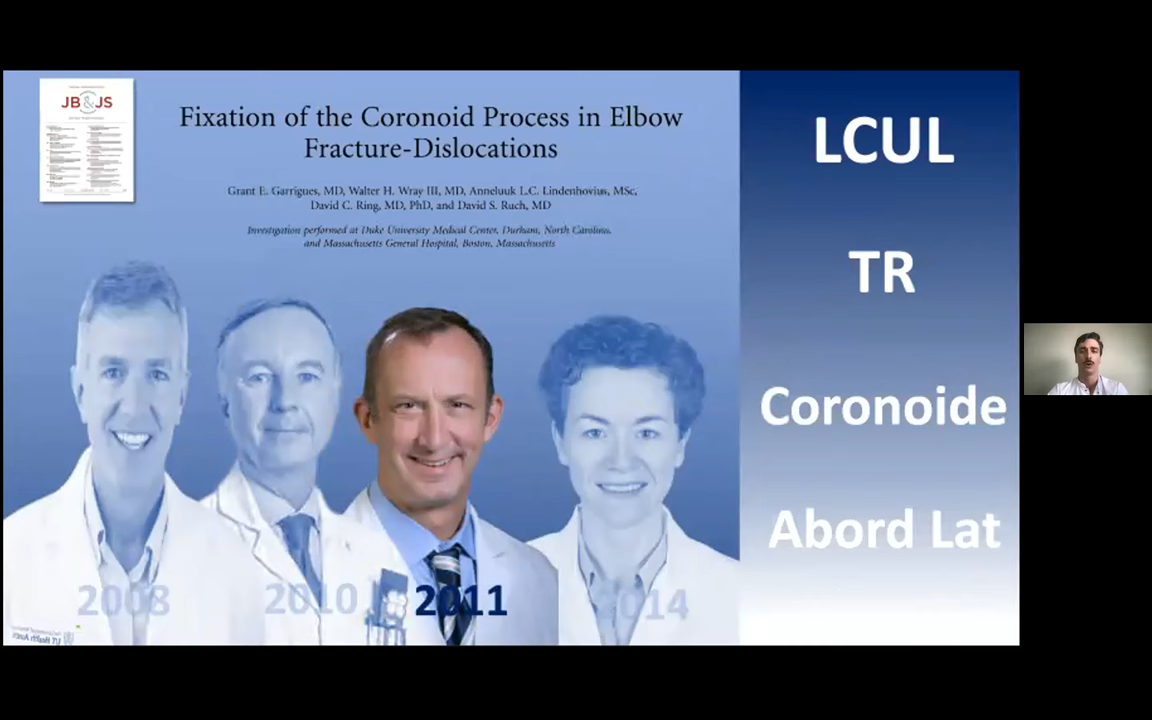 JB&JS
Fixation of the Coronoid Process in Elbow
Fracture-Dislocations
Grant E. Garrigues, MD, Walter H. Wray III, MD, Anneluuk L.C. Lindenhovius, MSc,
David C. Ring, MD, PhD, and David S. Ruch, MD
Investigation performed at Duke University Medical Center, Durham, North Carolina,
and Massachusetts General Hospital, Boston, Massachusetts
2008
2010
2011
2014
LCUL
TR
Coronoide
Abord Lat